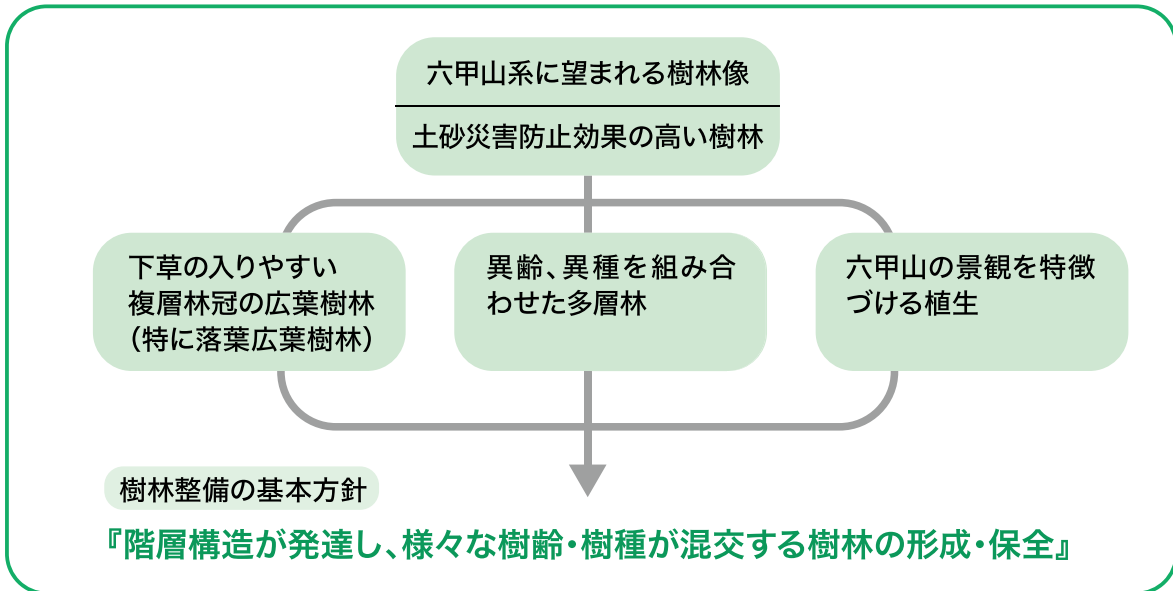 六甲山系に望まれる樹林像
土砂災害防止効果の高い樹林
下草の入りやすい
複層林冠の広葉樹林
（特に落葉広葉樹林）
異齢、異種を組み合
わせた多層林
六甲山の景観を特徴
づける植生
樹林整備の基本方針
『階層構造が発達し、様々な樹齢・樹種が混交する樹林の形成・保全』